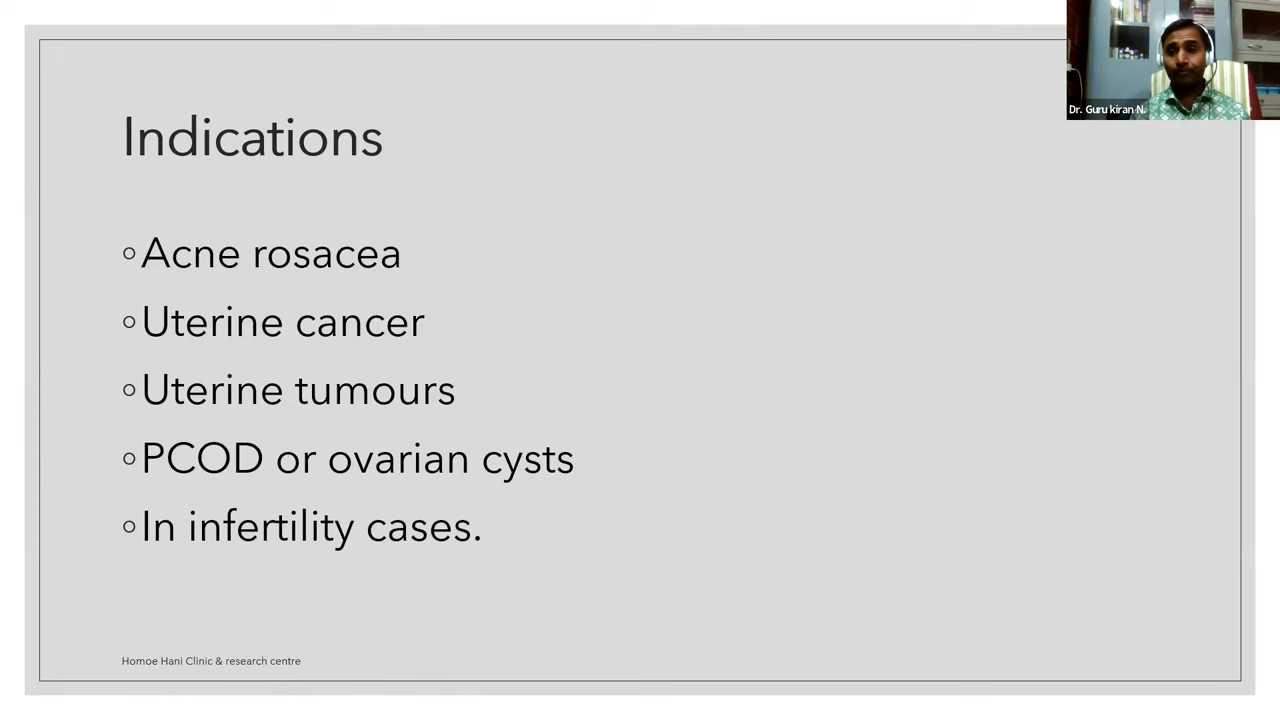 Dr. Guru kiran N.
Indications
◦Acne rosacea
◦Uterine cancer
◦Uterine tumours
◦PCOD or ovarian cysts
◦In infertility cases.
Homoe Hani Clinic & research centre